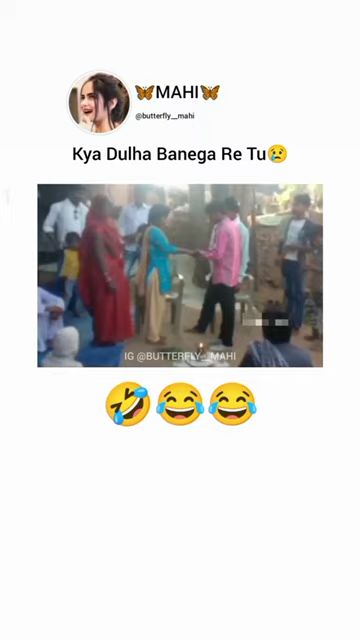 🦋MAHI🦋
@butterfly__mahi
Kya Dulha Banega Re Tu😢
IG @BUTTERFLY__MAHI
🤣😂😂